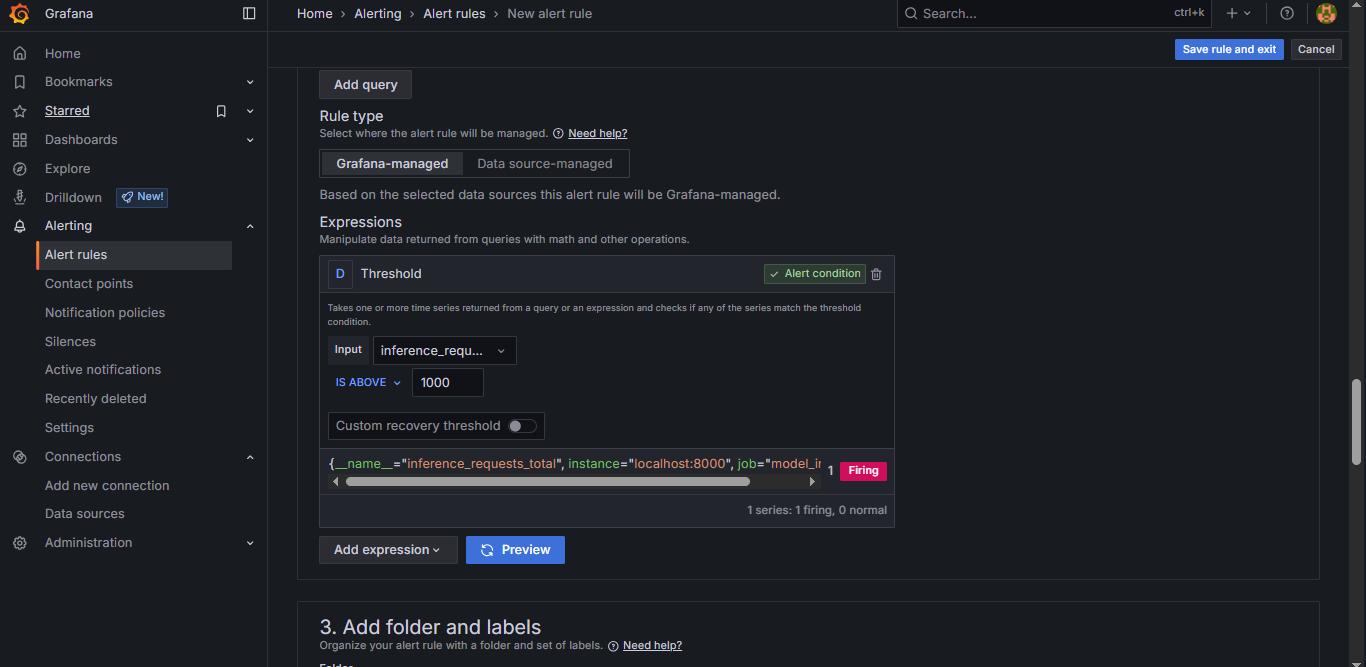 Grafana
Home › Alerting › Alert rules › New alert rule
Search...
ctrl+k
Save rule and exit
Cancel
Home
Bookmarks
Starred
Dashboards
Explore
Drilldown
New!
Alerting
Alert rules
Contact points
Notification policies
Silences
Active notifications
Recently deleted
Settings
Connections
Add new connection
Data sources
Administration
Add query
Rule type
Select where the alert rule will be managed. Need help?
Grafana-managed
Data source-managed
Based on the selected data sources this alert rule will be Grafana-managed.
Expressions
Manipulate data returned from queries with math and other operations.
D Threshold
Alert condition
Takes one or more time series returned from a query or an expression and checks if any of the series match the threshold
condition.
Input inference_requ...
IS ABOVE 1000
Custom recovery threshold
{__name__="inference_requests_total", instance="localhost:8000", job="model_in
1 Firing
1 series: 1 firing, 0 normal
Add expression
Preview
3. Add folder and labels
Organize your alert rule with a folder and set of labels. Need help?
Folder